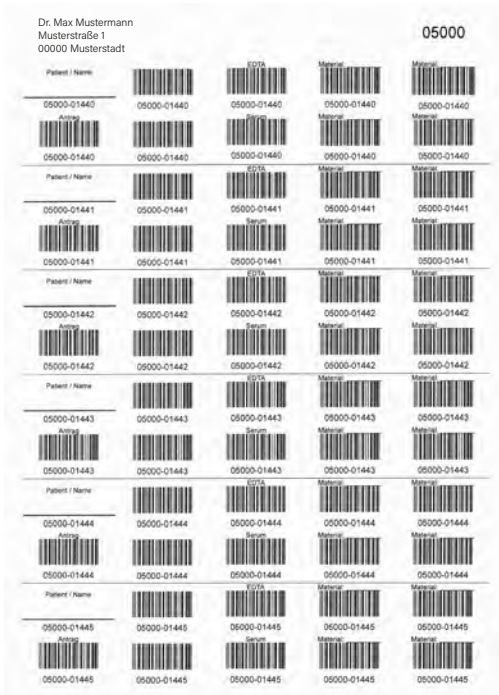 Dr. Max Mustermann
Musterstraße 1
00000 Musterstadt
05000
Patient / Name EDTA Material: Material:
05000-01440 05000-01440 05000-01440 05000-01440 05000-01440
Antrag Serum Material: Material:
05000-01440 05000-01440 05000-01440 05000-01440 05000-01440
Patient / Name EDTA Material: Material:
05000-01441 05000-01441 05000-01441 05000-01441 05000-01441
Antrag Serum Material: Material:
05000-01441 05000-01441 05000-01441 05000-01441 05000-01441
Patient / Name EDTA Material: Material:
05000-01442 05000-01442 05000-01442 05000-01442 05000-01442
Antrag Serum Material: Material:
05000-01442 05000-01442 05000-01442 05000-01442 05000-01442
Patient / Name EDTA Material: Material:
05000-01443 05000-01443 05000-01443 05000-01443 05000-01443
Antrag Serum Material: Material:
05000-01443 05000-01443 05000-01443 05000-01443 05000-01443
Patient / Name EDTA Material: Material:
05000-01444 05000-01444 05000-01444 05000-01444 05000-01444
Antrag Serum Material: Material:
05000-01444 05000-01444 05000-01444 05000-01444 05000-01444
Patient / Name EDTA Material: Material:
05000-01445 05000-01445 05000-01445 05000-01445 05000-01445
Antrag Serum Material: Material:
05000-01445 05000-01445 05000-01445 05000-01445 05000-01445